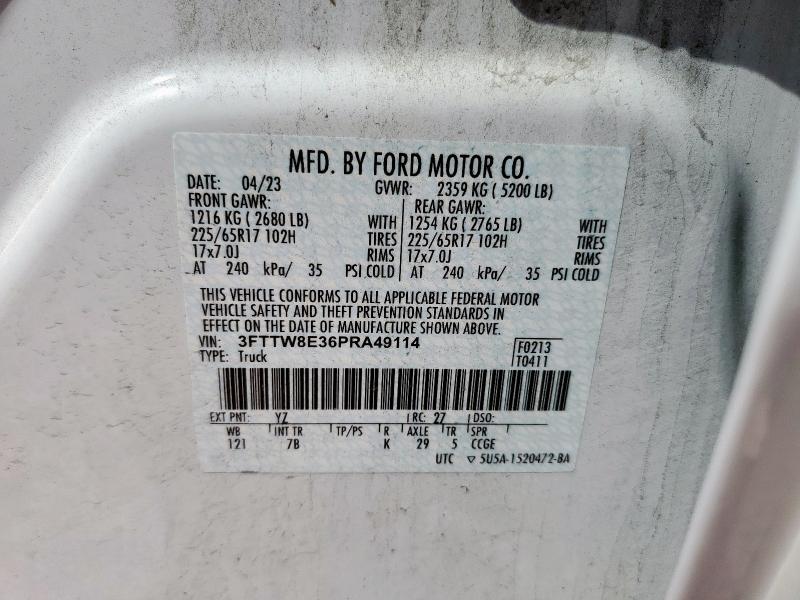 MFD. BY FORD MOTOR CO.
DATE: 04/23 GVWR: 2359 KG ( 5200 LB)
FRONT GAWR: REAR GAWR:
1216 KG ( 2680 LB) WITH 1254 KG ( 2765 LB) WITH
225/65R17 102H TIRES 225/65R17 102H TIRES
17x7.0J RIMS 17x7.0J RIMS
AT 240 kPa/ 35 PSI COLD AT 240 kPa/ 35 PSI COLD
THIS VEHICLE CONFORMS TO ALL APPLICABLE FEDERAL MOTOR
VEHICLE SAFETY AND THEFT PREVENTION STANDARDS IN
EFFECT ON THE DATE OF MANUFACTURE SHOWN ABOVE.
VIN: 3FTTW8E36PRA49114 F0213
TYPE: Truck T0411
EXT PNT: YZ RC: 27 DSO:
WB INT TR TP/PS R AXLE TR SPR
121 7B K 29 5 CCGE
UTC ▽ 5U5A-1520472-BA